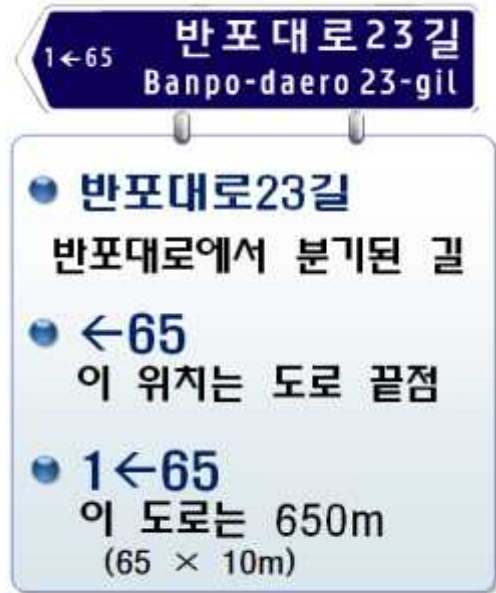 반포대로23길
1←65
Banpo-daero 23-gil
반포대로23길
반포대로에서 분기된 길
←65
이 위치는 도로 끝점
1←65
이 도로는 650m
(65 × 10m)